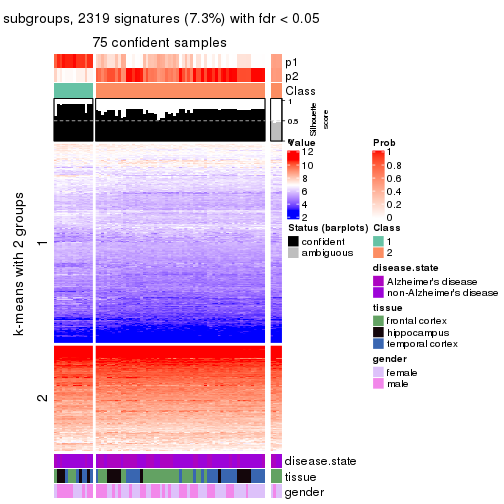 subgroups, 2319 signatures (7.3%) with fdr < 0.05
75 confident samples
p1
p2
Class
1
0.5
0
Silhouette
score
k-means with 2 groups
1
2
Value
12
10
8
6
4
2
Prob
1
0.8
0.6
0.4
0.2
0
Status (barplots)
confident
ambiguous
Class
1
2
disease.state
Alzheimer's disease
non-Alzheimer's disease
tissue
frontal cortex
hippocampus
temporal cortex
gender
female
male
disease.state
tissue
gender